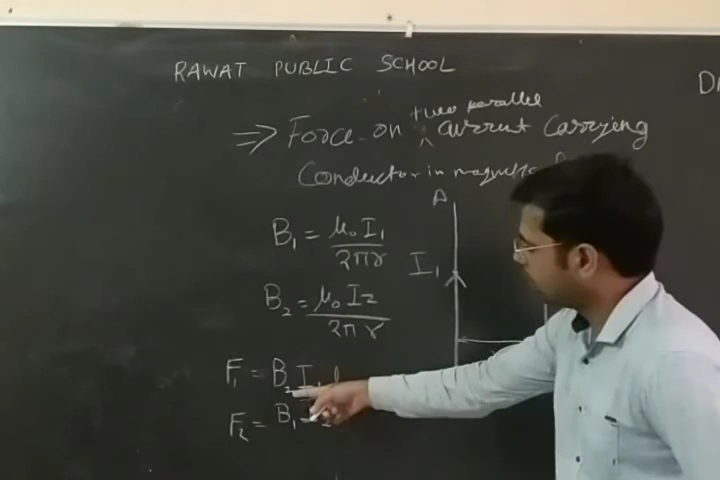 RAWAT PUBLIC SCHOOL
⇒ Force on two parallel current carrying
Conductor in magnetic
A
B₁ = μ₀I₁/2πr
I₁
B₂ = μ₀I₂/2πr
F₁ = B₂I₁l
F₂ = B₁